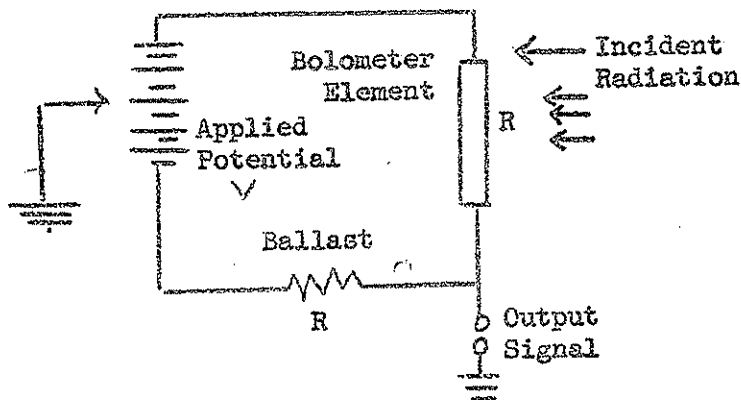 Bolometer
Element
Incident
Radiation
R
Applied
Potential
V
Ballast
R
Output
Signal